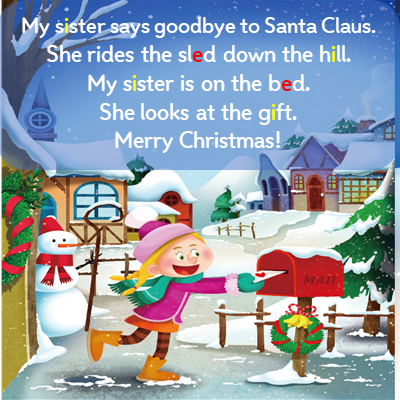 My sister says goodbye to Santa Claus.
She rides the sled down the hill.
My sister is on the bed.
She looks at the gift.
Merry Christmas!
MAIL